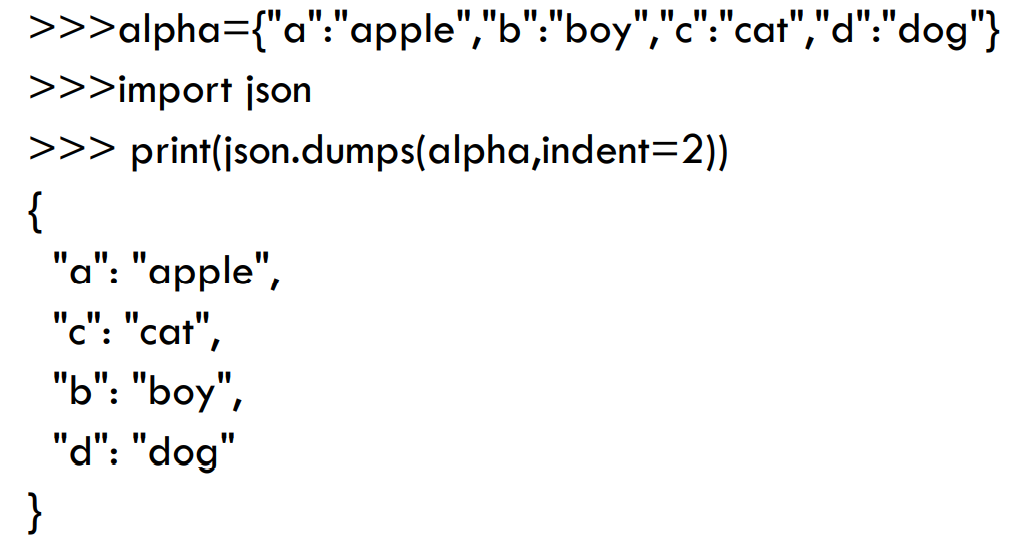 >>>alpha={"a":"apple","b":"boy","c":"cat","d":"dog"}
>>>import json
>>> print(json.dumps(alpha,indent=2))
{
  "a": "apple",
  "c": "cat",
  "b": "boy",
  "d": "dog"
}